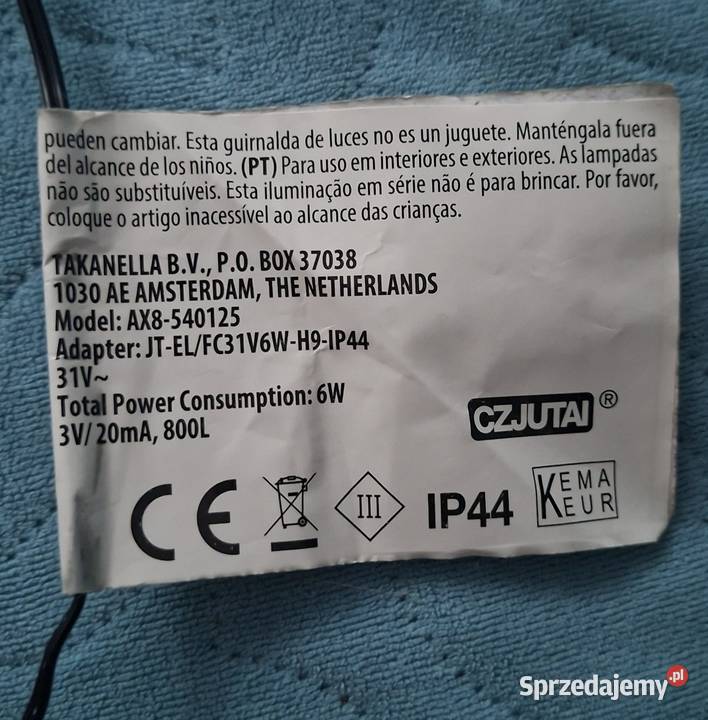 pueden cambiar. Esta guirnalda de luces no es un juguete. Manténgala fuera
del alcance de los niños. (PT) Para uso em interiores e exteriores. As lampadas
não são substituíveis. Esta iluminação em série não é para brincar. Por favor,
coloque o artigo inacessível ao alcance das crianças.
TAKANELLA B.V., P.O. BOX 37038
1030 AE AMSTERDAM, THE NETHERLANDS
Model: AX8-540125
Adapter: JT-EL/FC31V6W-H9-IP44
31V~
Total Power Consumption: 6W
3V/ 20mA, 800L
CZJUTAI ®
CE
III
IP44
KEMA
KEUR
Sprzedajemy.pl